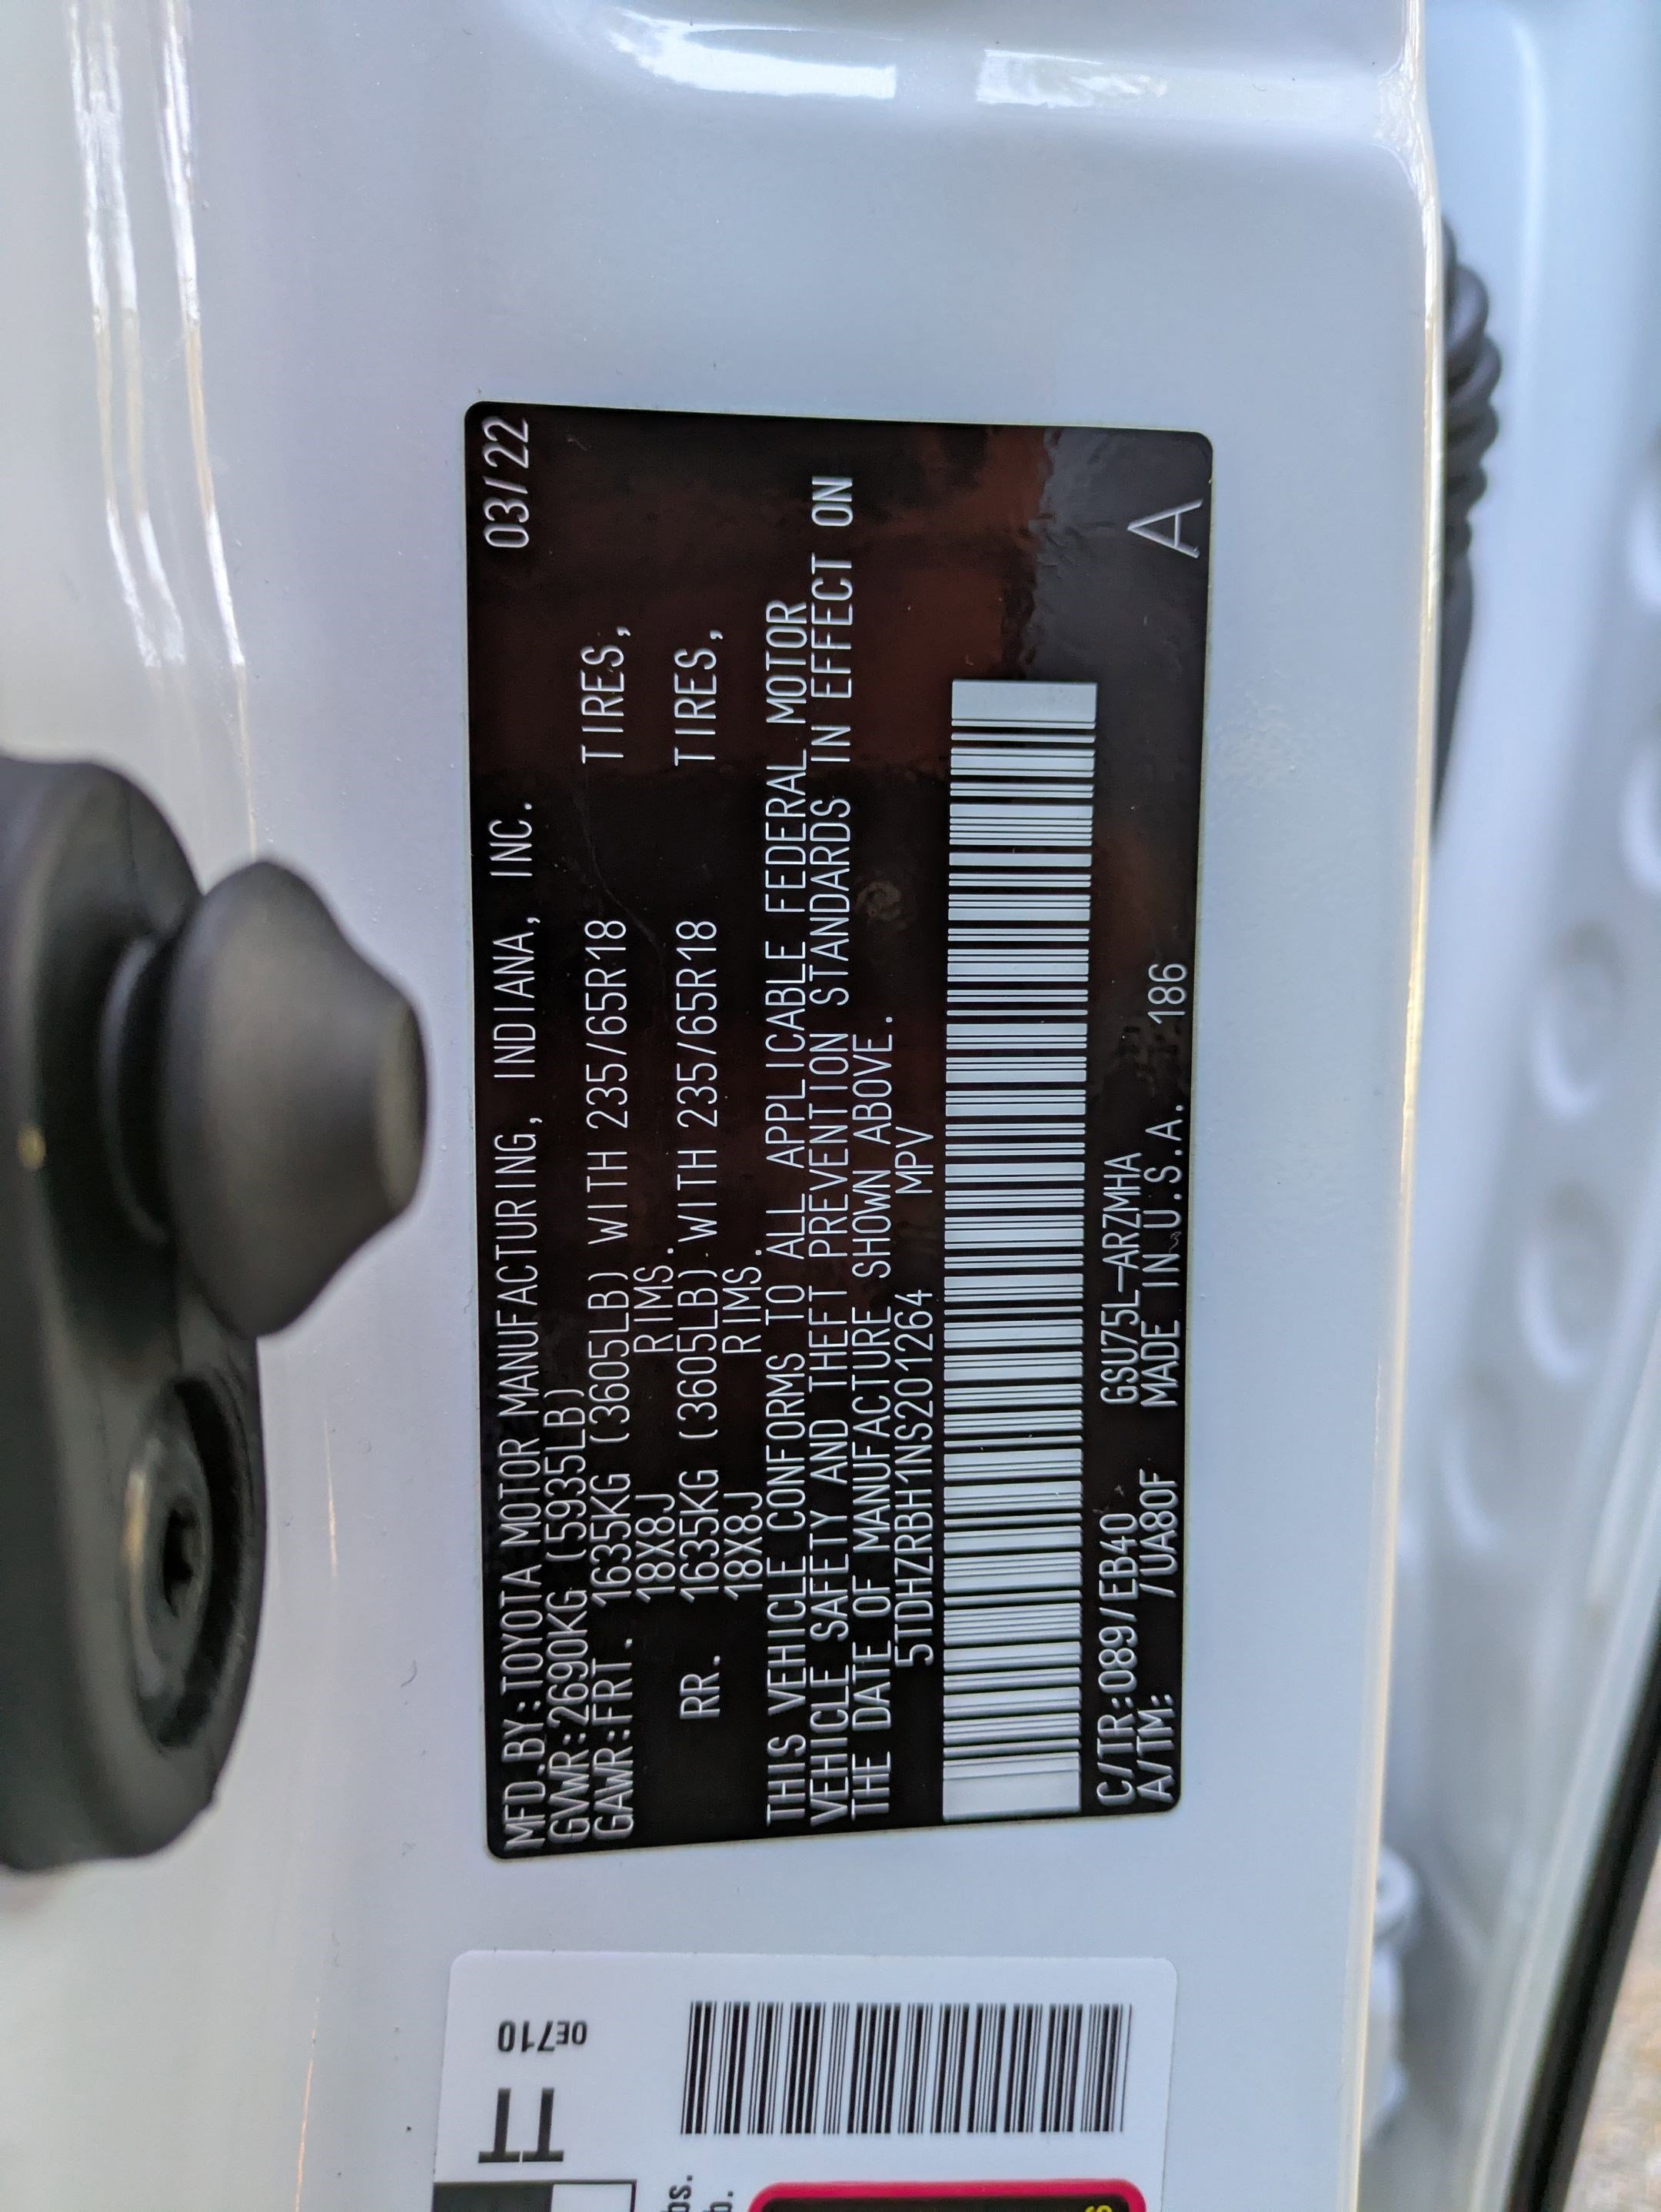 MFD.BY:TOYOTA MOTOR MANUFACTURING, INDIANA, INC. 03/22
GVWR:2690KG (5935LB)
GAWR:FRT. 1635KG (3605LB) WITH 235/65R18 TIRES,
18X8J RIMS.
RR. 1635KG (3605LB) WITH 235/65R18 TIRES,
18X8J RIMS.
THIS VEHICLE CONFORMS TO ALL APPLICABLE FEDERAL MOTOR
VEHICLE SAFETY AND THEFT PREVENTION STANDARDS IN EFFECT ON
THE DATE OF MANUFACTURE SHOWN ABOVE.
5TDHZRBH1NS201264 MPV
C/TR:089/EB40 GSU75L-ARZMHA
A/TM: /UA80F MADE IN U.S.A. 186 A
0E710